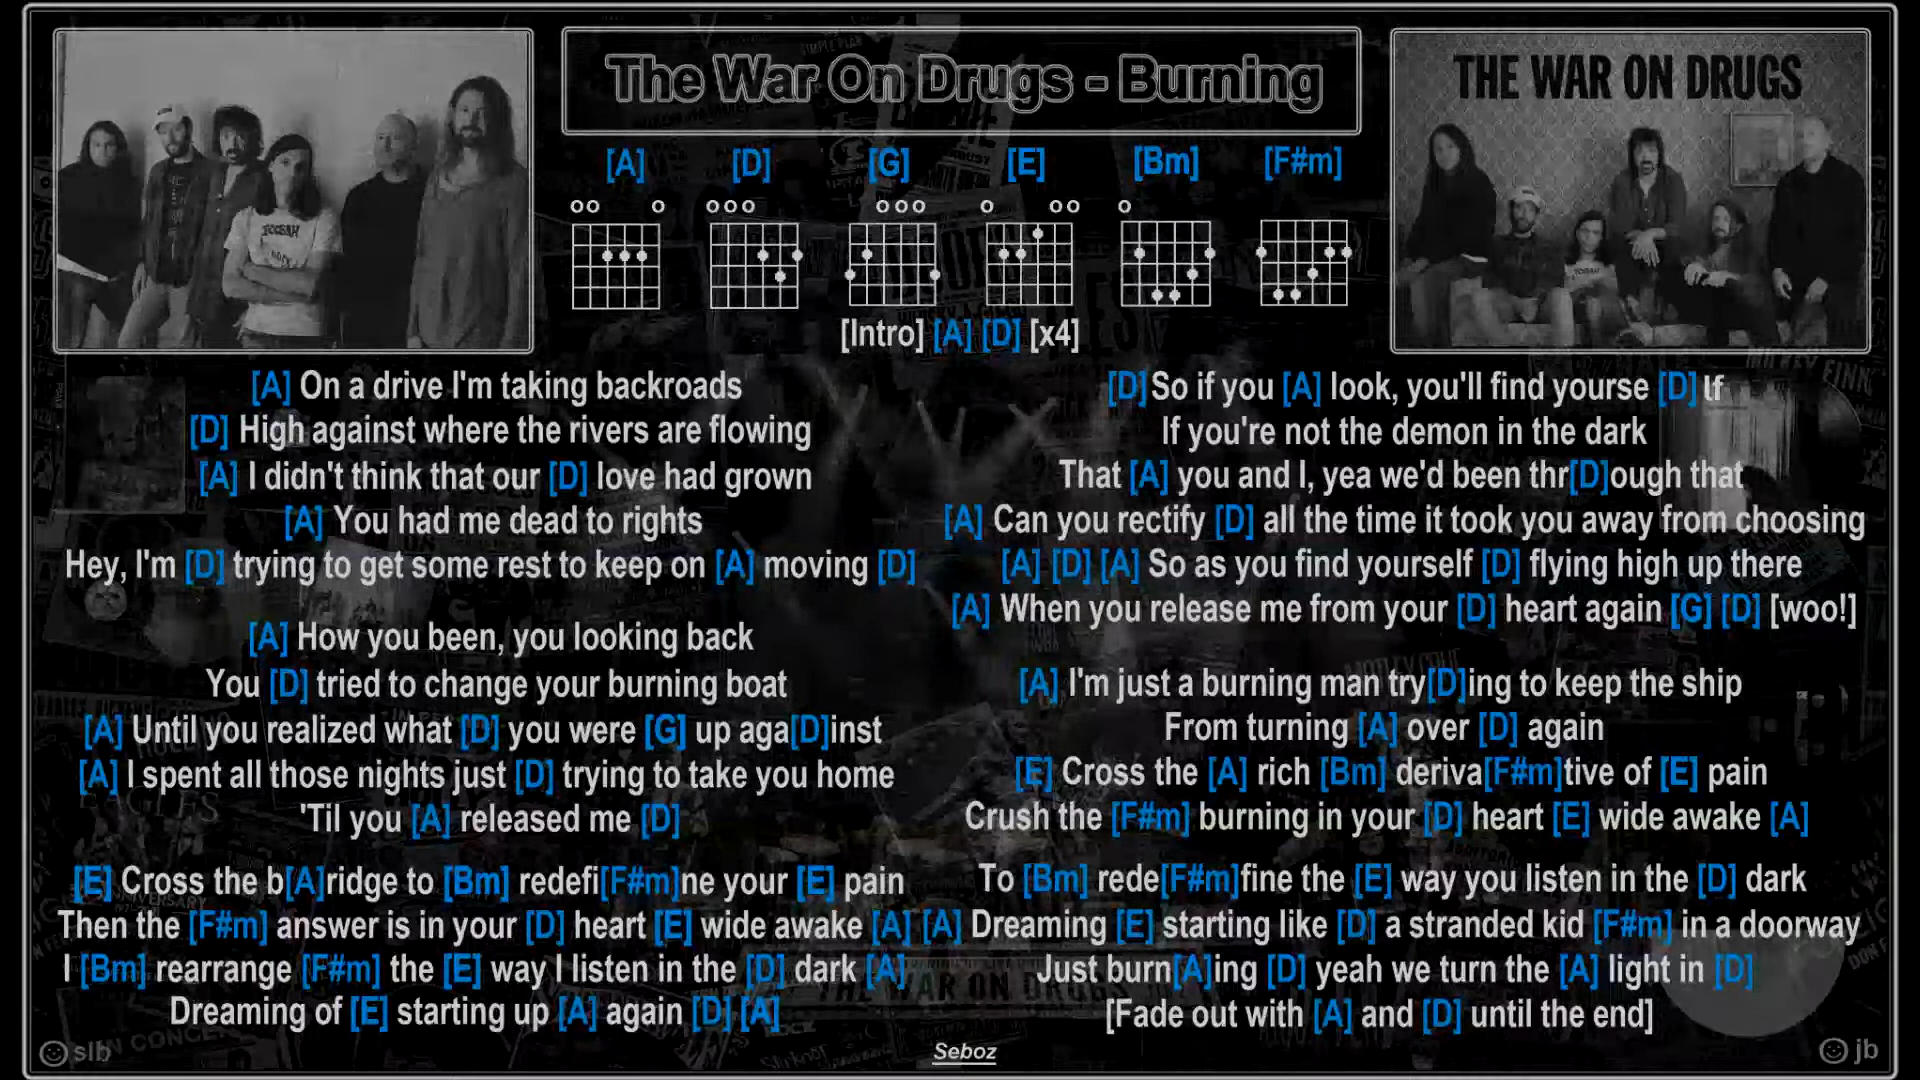 The War On Drugs - Burning
THE WAR ON DRUGS
[A] [D] [G] [E] [Bm] [F#m]
[Intro] [A] [D] [x4]
[A] On a drive I'm taking backroads
[D] High against where the rivers are flowing
[A] I didn't think that our [D] love had grown
[A] You had me dead to rights
Hey, I'm [D] trying to get some rest to keep on [A] moving [D]
[A] How you been, you looking back
You [D] tried to change your burning boat
[A] Until you realized what [D] you were [G] up aga[D]inst
[A] I spent all those nights just [D] trying to take you home
'Til you [A] released me [D]
[E] Cross the b[A]ridge to [Bm] redefi[F#m]ne your [E] pain
Then the [F#m] answer is in your [D] heart [E] wide awake [A]
I [Bm] rearrange [F#m] the [E] way I listen in the [D] dark [A]
Dreaming of [E] starting up [A] again [D] [A]
[D] So if you [A] look, you'll find yourse [D] lf
If you're not the demon in the dark
That [A] you and I, yea we'd been thr[D]ough that
[A] Can you rectify [D] all the time it took you away from choosing
[A] [D] [A] So as you find yourself [D] flying high up there
[A] When you release me from your [D] heart again [G] [D] [woo!]
[A] I'm just a burning man try[D]ing to keep the ship
From turning [A] over [D] again
[E] Cross the [A] rich [Bm] deriva[F#m]tive of [E] pain
Crush the [F#m] burning in your [D] heart [E] wide awake [A]
To [Bm] rede[F#m]fine the [E] way you listen in the [D] dark
[A] Dreaming [E] starting like [D] a stranded kid [F#m] in a doorway
Just burn[A]ing [D] yeah we turn the [A] light in [D]
[Fade out with [A] and [D] until the end]
slb
Seboz
jb